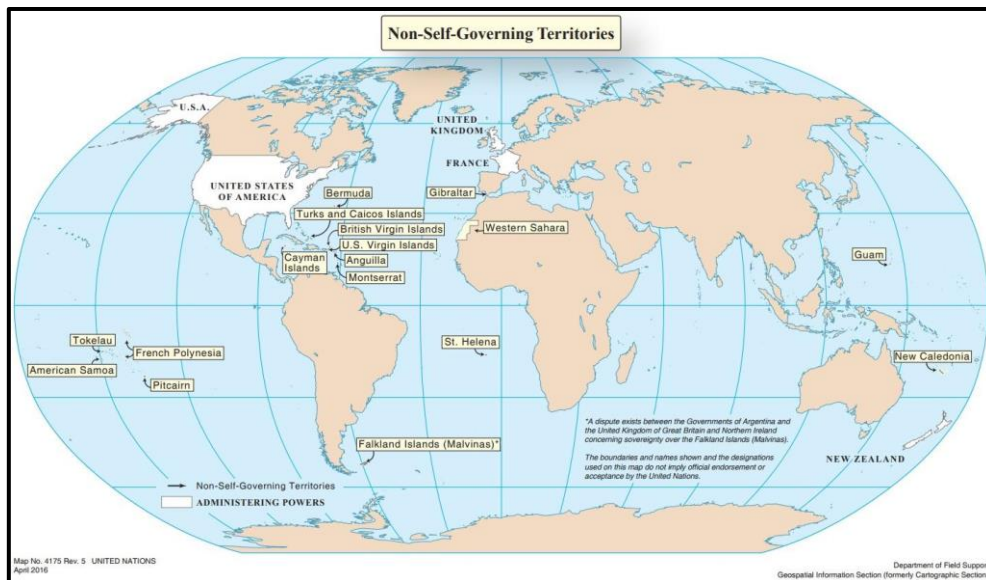 Non-Self-Governing Territories
U.S.A.
UNITED
KINGDOM
FRANCE
UNITED STATES
OF AMERICA
Bermuda
Gibraltar
Turks and Caicos Islands
British Virgin Islands
Western Sahara
U.S. Virgin Islands
Cayman
Islands
Anguilla
Guam
Montserrat
Tokelau
French Polynesia
St. Helena
New Caledonia
American Samoa
Pitcairn
*A dispute exists between the Governments of Argentina and
the United Kingdom of Great Britain and Northern Ireland
concerning sovereignty over the Falkland Islands (Malvinas).
Falkland Islands (Malvinas)*
The boundaries and names shown and the designations
used on this map do not imply official endorsement or
acceptance by the United Nations.
NEW ZEALAND
Non-Self-Governing Territories
ADMINISTERING POWERS
Map No. 4175 Rev. 5 UNITED NATIONS
April 2016
Department of Field Suppor
Geospatial Information Section (formerly Cartographic Section